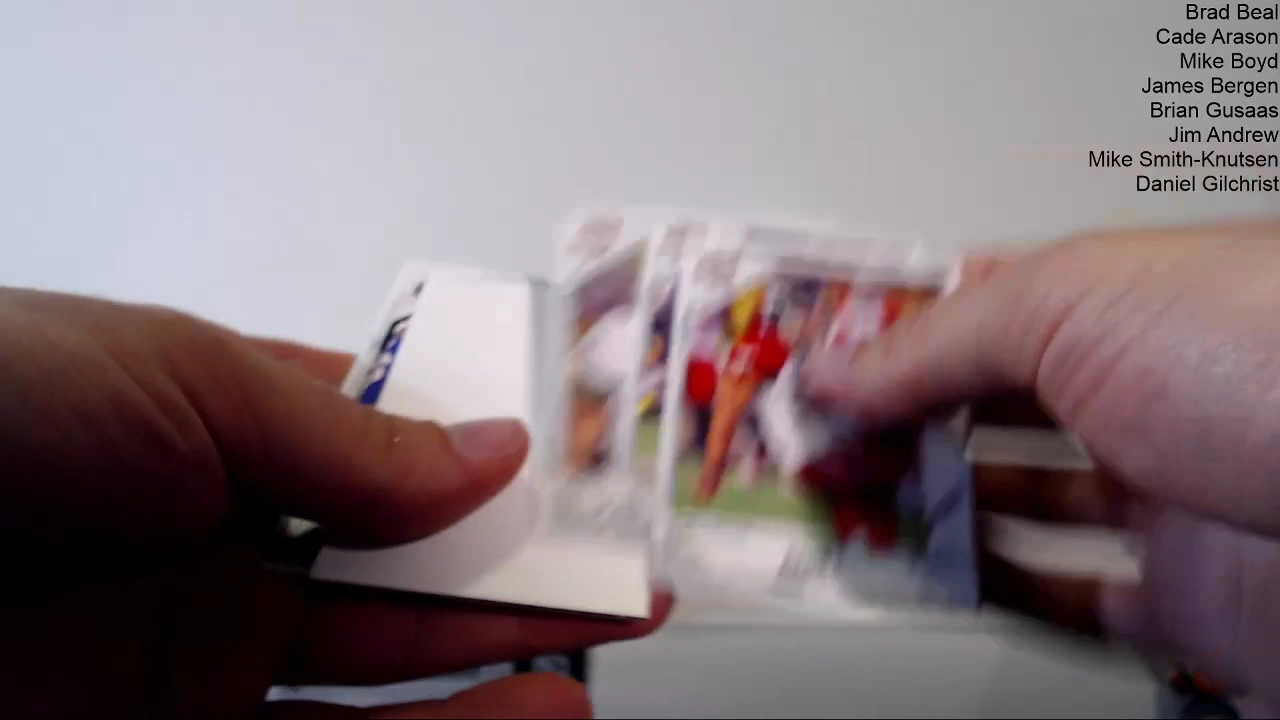 Brad Beal
Cade Arason
Mike Boyd
James Bergen
Brian Gusaas
Jim Andrew
Mike Smith-Knutsen
Daniel Gilchrist